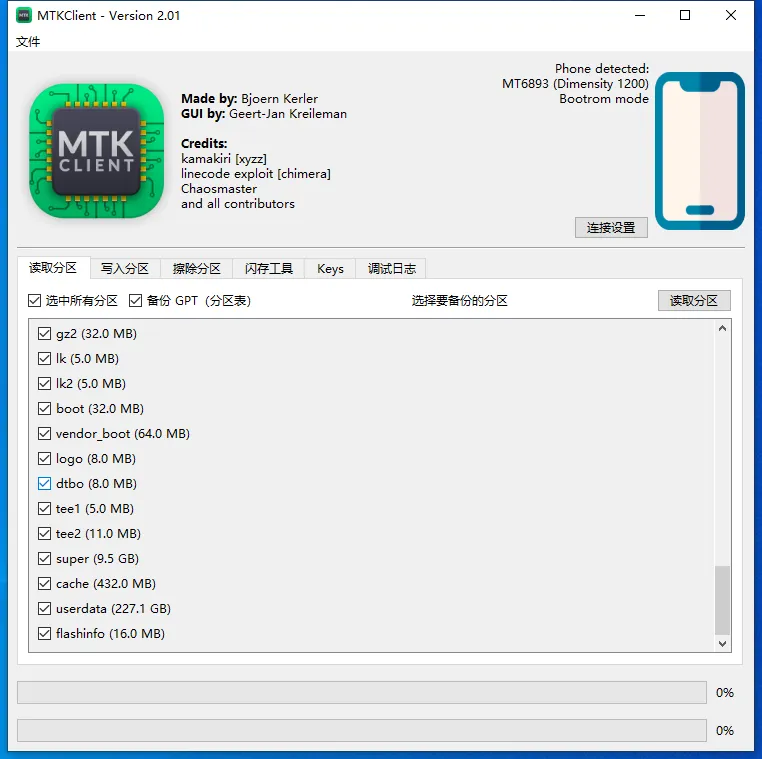 MTKClient - Version 2.01
文件
MTK
CLIENT
Made by: Bjoern Kerler
GUI by: Geert-Jan Kreileman
Credits:
kamakiri [xyzz]
linecode exploit [chimera]
Chaosmaster
and all contributors
Phone detected:
MT6893 (Dimensity 1200)
Bootrom mode
连接设置
读取分区 写入分区 擦除分区 闪存工具 Keys 调试日志
选中所有分区 备份 GPT（分区表） 选择要备份的分区 读取分区
gz2 (32.0 MB)
lk (5.0 MB)
lk2 (5.0 MB)
boot (32.0 MB)
vendor_boot (64.0 MB)
logo (8.0 MB)
dtbo (8.0 MB)
tee1 (5.0 MB)
tee2 (11.0 MB)
super (9.5 GB)
cache (432.0 MB)
userdata (227.1 GB)
flashinfo (16.0 MB)
0%
0%